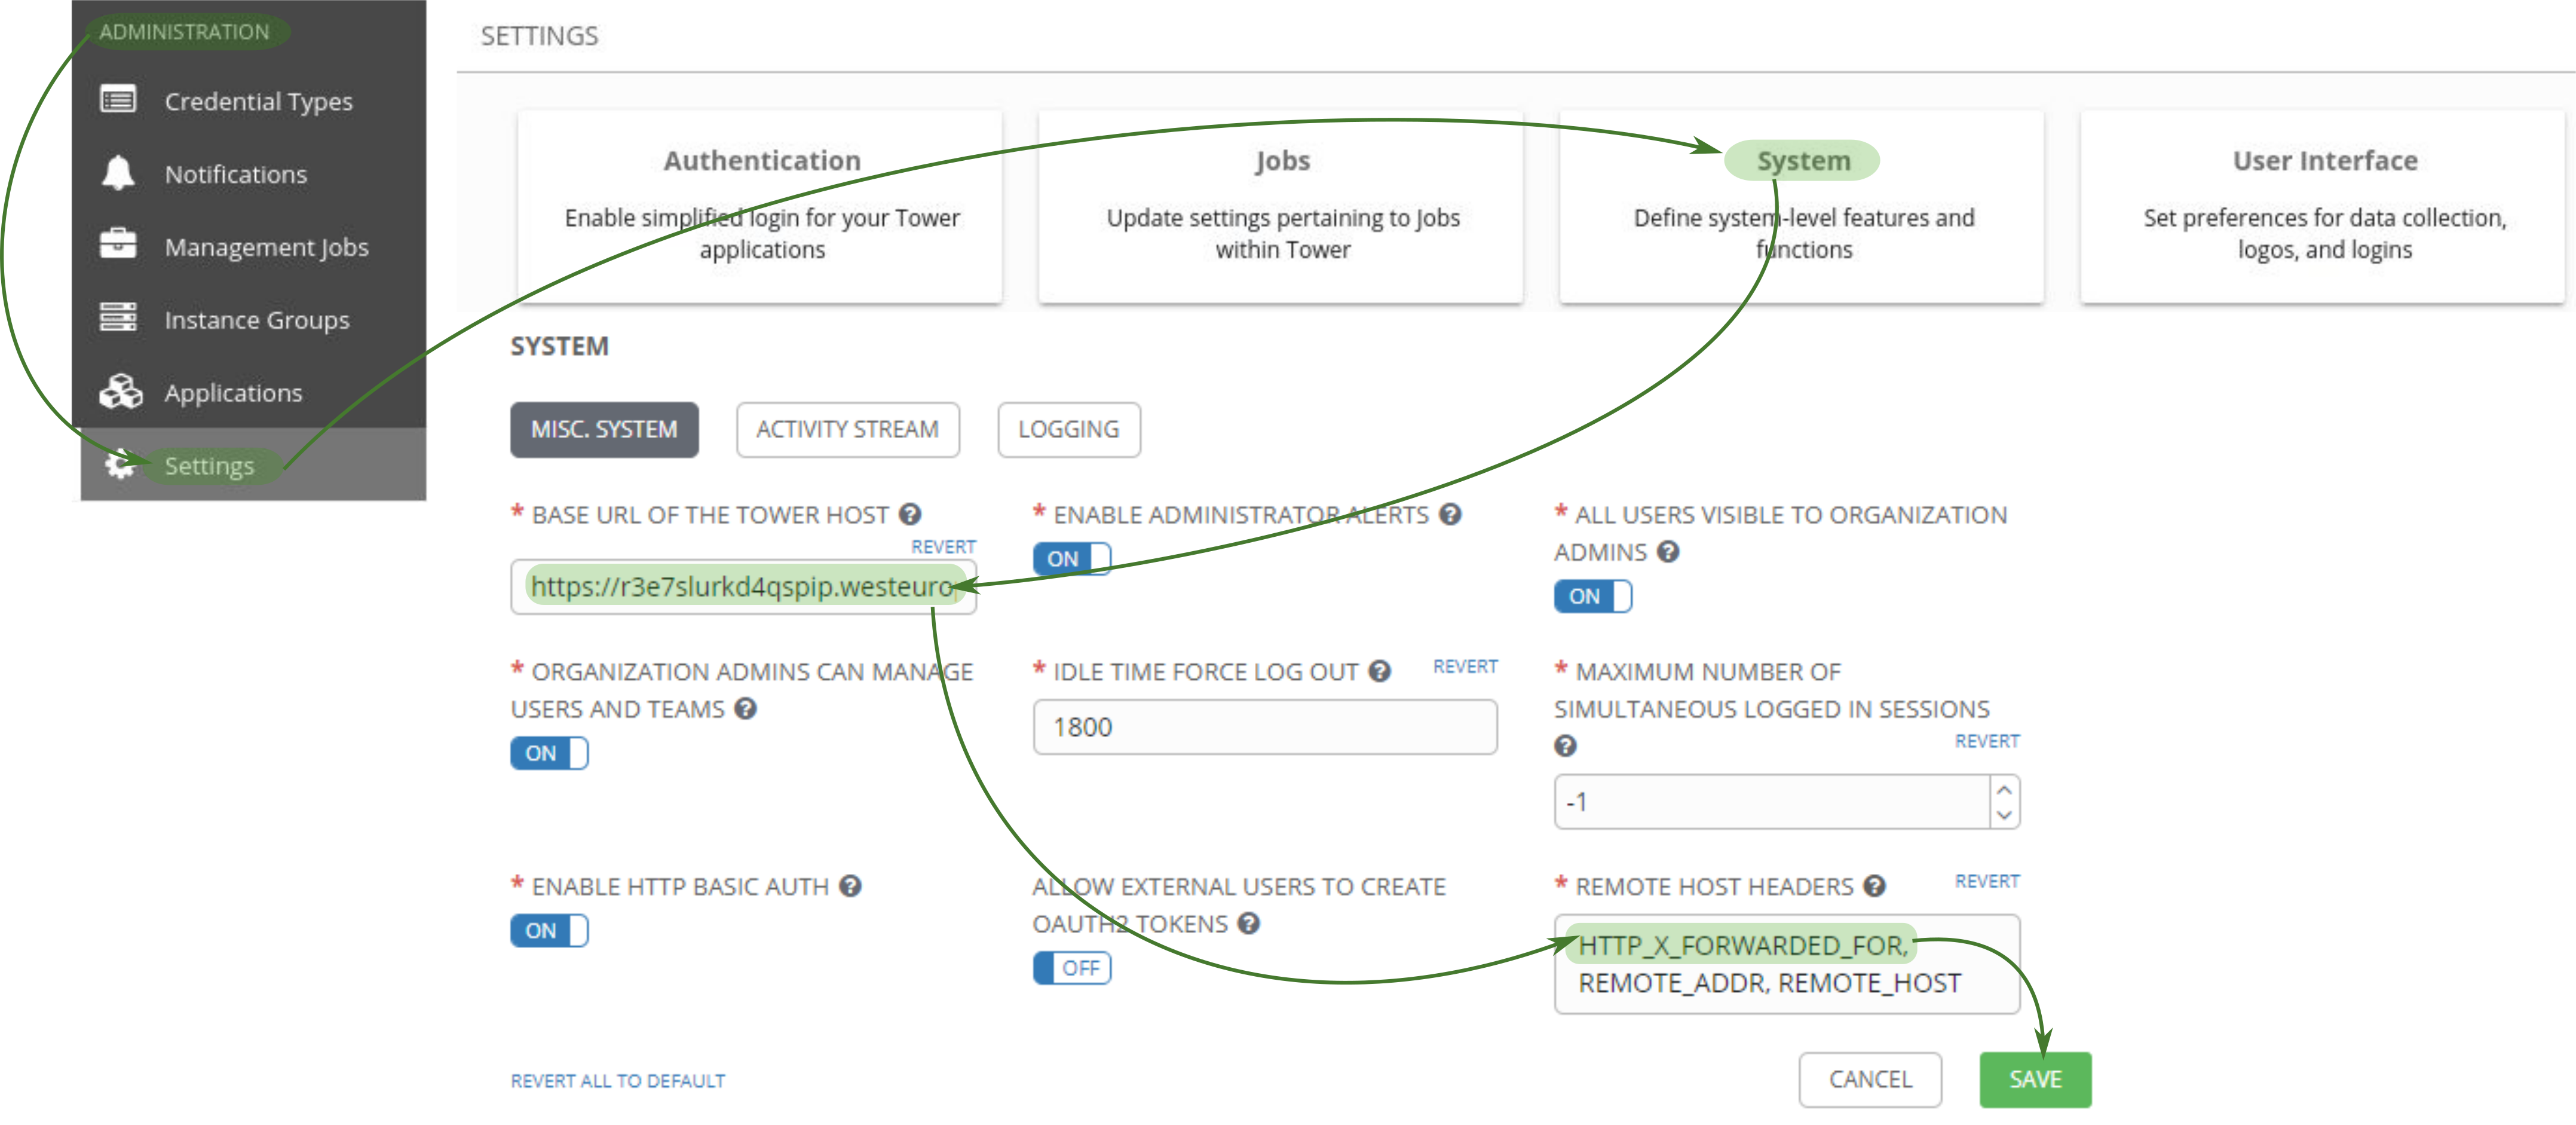 ADMINISTRATION
Credential Types
Notifications
Management Jobs
Instance Groups
Applications
Settings
SETTINGS
Authentication
Enable simplified login for your Tower
applications
Jobs
Update settings pertaining to Jobs
within Tower
System
Define system-level features and
functions
User Interface
Set preferences for data collection,
logos, and logins
SYSTEM
MISC. SYSTEM
ACTIVITY STREAM
LOGGING
* BASE URL OF THE TOWER HOST ?
REVERT
https://r3e7slurkd4qspip.westeuro
* ENABLE ADMINISTRATOR ALERTS ?
ON
* ALL USERS VISIBLE TO ORGANIZATION
ADMINS ?
ON
* ORGANIZATION ADMINS CAN MANAGE
USERS AND TEAMS ?
ON
* IDLE TIME FORCE LOG OUT ?
REVERT
1800
* MAXIMUM NUMBER OF
SIMULTANEOUS LOGGED IN SESSIONS
?
REVERT
-1
* ENABLE HTTP BASIC AUTH ?
ON
ALLOW EXTERNAL USERS TO CREATE
OAUTH2 TOKENS ?
OFF
* REMOTE HOST HEADERS ?
REVERT
HTTP_X_FORWARDED_FOR,
REMOTE_ADDR, REMOTE_HOST
REVERT ALL TO DEFAULT
CANCEL
SAVE